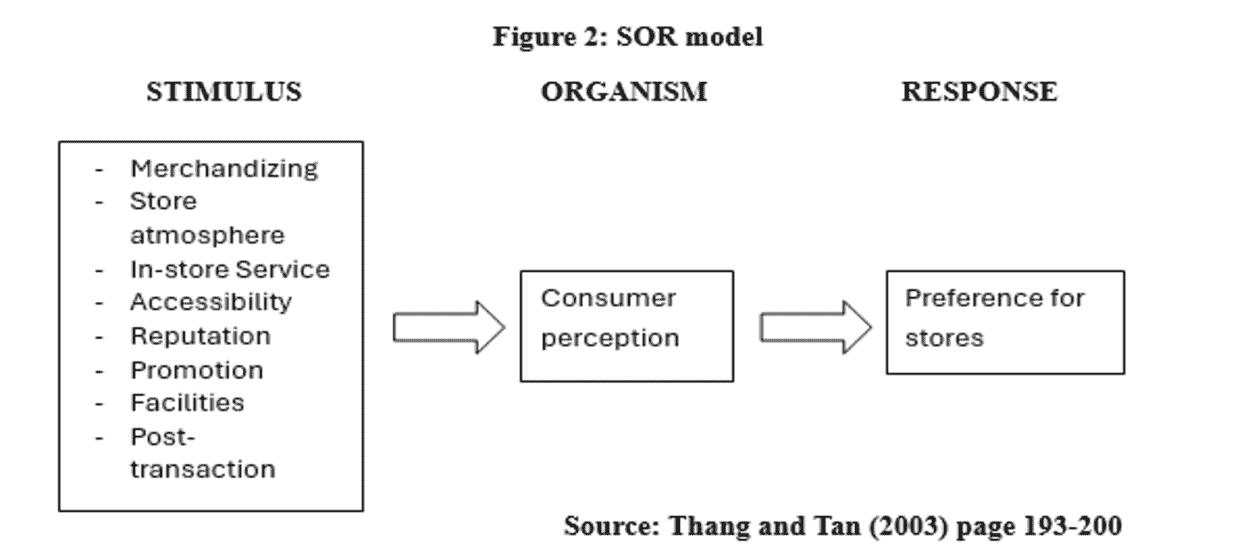 Figure 2: SOR model
STIMULUS
ORGANISM
RESPONSE
- Merchandizing
- Store
atmosphere
- In-store Service
- Accessibility
- Reputation
- Promotion
- Facilities
- Post-
transaction
Consumer
perception
Preference for
stores
Source: Thang and Tan (2003) page 193-200